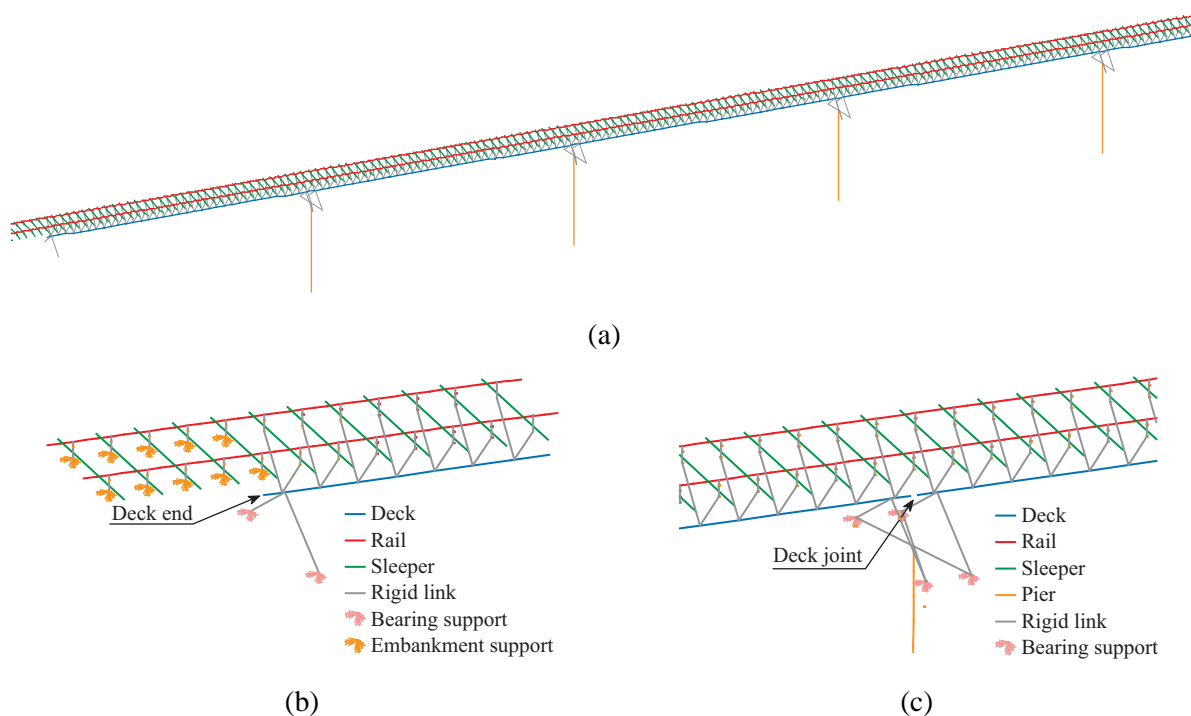 (a)
Deck end
Deck
Rail
Sleeper
Rigid link
Bearing support
Embankment support
(b)
Deck joint
Deck
Rail
Sleeper
Pier
Rigid link
Bearing support
(c)